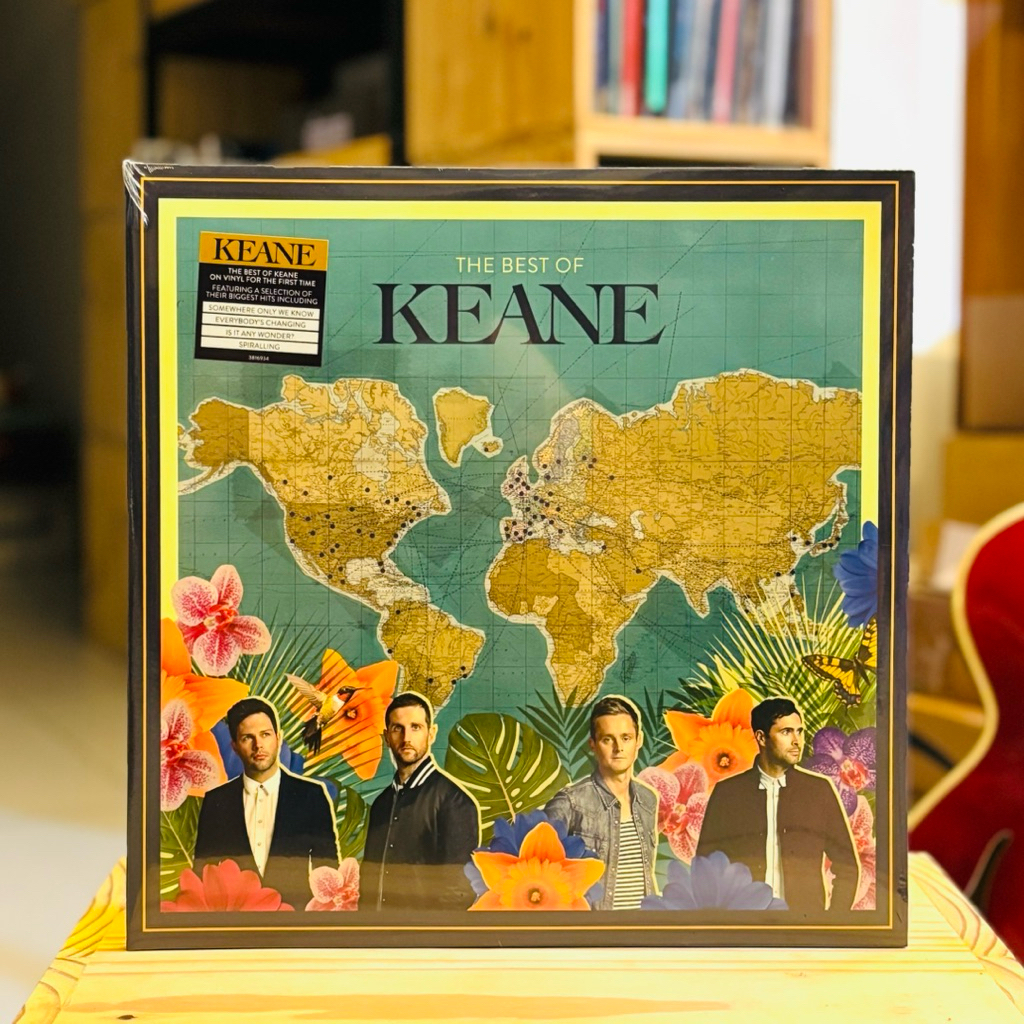 KEANE
THE BEST OF KEANE
ON VINYL FOR THE FIRST TIME
FEATURING A SELECTION OF
THEIR BIGGEST HITS INCLUDING
SOMEWHERE ONLY WE KNOW
EVERYBODY'S CHANGING
IS IT ANY WONDER?
SPIRALLING
THE BEST OF
KEANE